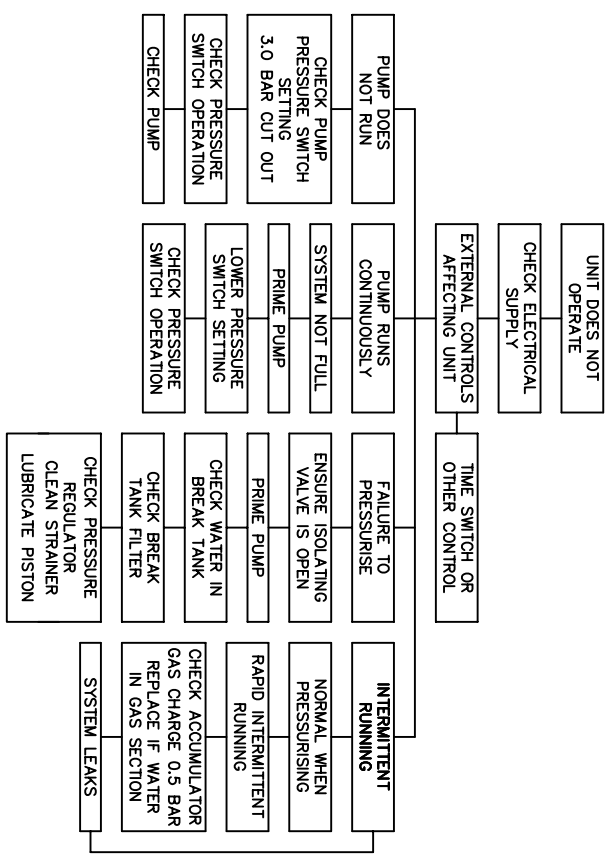 UNIT DOES NOT
OPERATE
CHECK ELECTRICAL
SUPPLY
EXTERNAL CONTROLS
AFFECTING UNIT
TIME SWITCH OR
OTHER CONTROL
PUMP DOES
NOT RUN
CHECK PUMP
PRESSURE SWITCH
SETTING
3.0 BAR CUT OUT
CHECK PRESSURE
SWITCH OPERATION
CHECK PUMP
PUMP RUNS
CONTINUOUSLY
SYSTEM NOT FULL
PRIME PUMP
LOWER PRESSURE
SWITCH SETTING
CHECK PRESSURE
SWITCH OPERATION
FAILURE TO
PRESSURISE
ENSURE ISOLATING
VALVE IS OPEN
PRIME PUMP
CHECK WATER IN
BREAK TANK
CHECK BREAK
TANK FILTER
CHECK PRESSURE
REGULATOR
CLEAN STRAINER
LUBRICATE PISTON
INTERMITTENT
RUNNING
NORMAL WHEN
PRESSURISING
RAPID INTERMITTENT
RUNNING
CHECK ACCUMULATOR
GAS CHARGE 0.5 BAR
REPLACE IF WATER
IN GAS SECTION
SYSTEM LEAKS